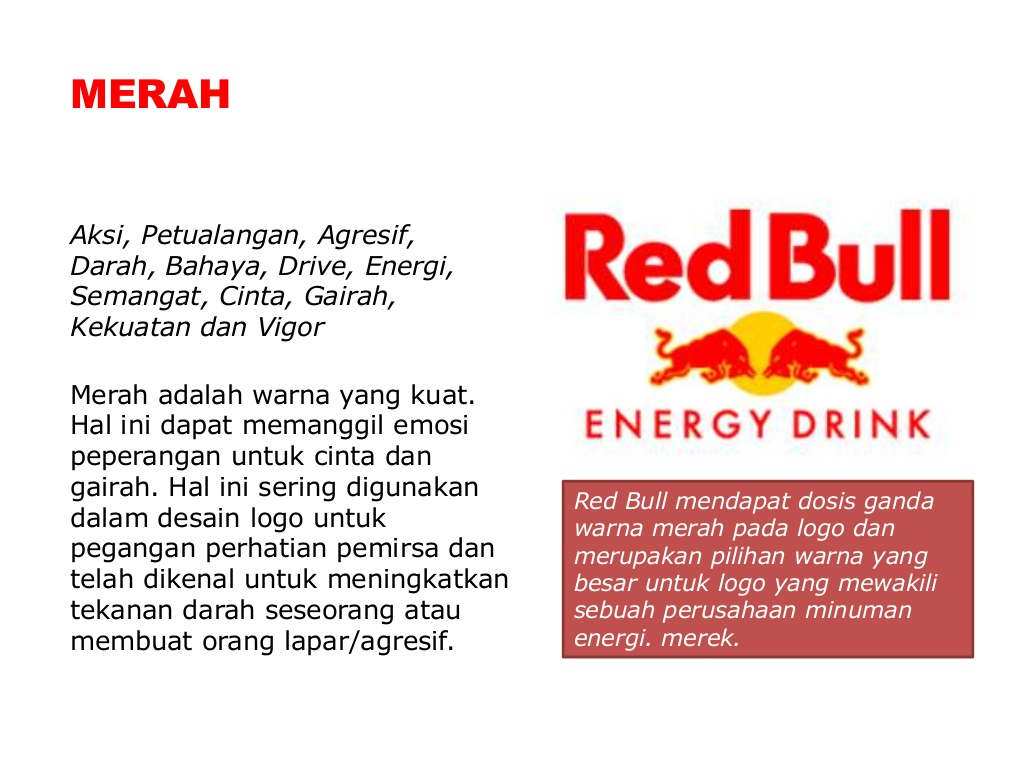 MERAH
Aksi, Petualangan, Agresif,
Darah, Bahaya, Drive, Energi,
Semangat, Cinta, Gairah,
Kekuatan dan Vigor
Merah adalah warna yang kuat.
Hal ini dapat memanggil emosi
peperangan untuk cinta dan
gairah. Hal ini sering digunakan
dalam desain logo untuk
pegangan perhatian pemirsa dan
telah dikenal untuk meningkatkan
tekanan darah seseorang atau
membuat orang lapar/agresif.
Red Bull
ENERGY DRINK
Red Bull mendapat dosis ganda
warna merah pada logo dan
merupakan pilihan warna yang
besar untuk logo yang mewakili
sebuah perusahaan minuman
energi. merek.